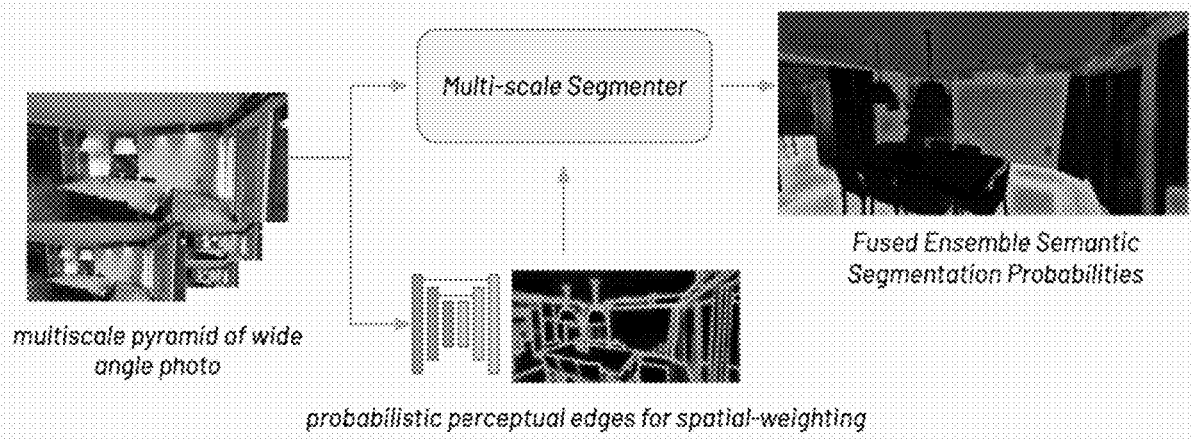 Multi-scale Segmenter
Fused Ensemble Semantic
Segmentation Probabilities
multiscale pyramid of wide
angle photo
probabilistic perceptual edges for spatial-weighting